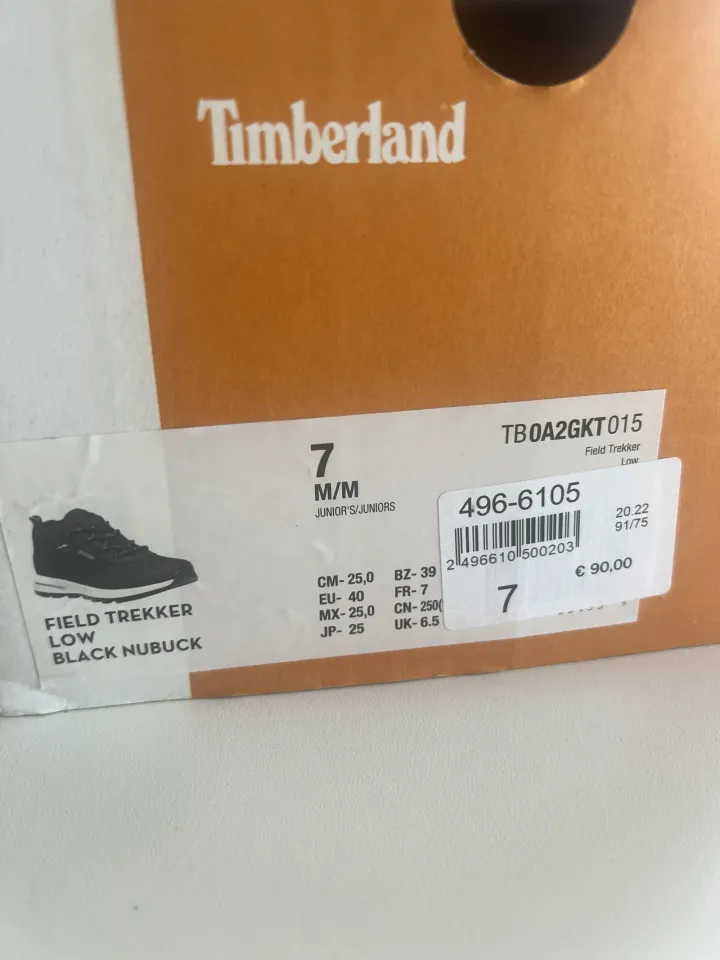 Timberland
TB0A2GKT015
Field Trekker
Low
7
M/M
JUNIOR'S/JUNIORS
CM- 25,0
EU- 40
MX- 25,0
JP- 25
BZ- 39
FR- 7
CN- 250(
UK- 6.5
FIELD TREKKER
LOW
BLACK NUBUCK
496-6105
20.22
91/75
2 496610 500203
€ 90,00
7